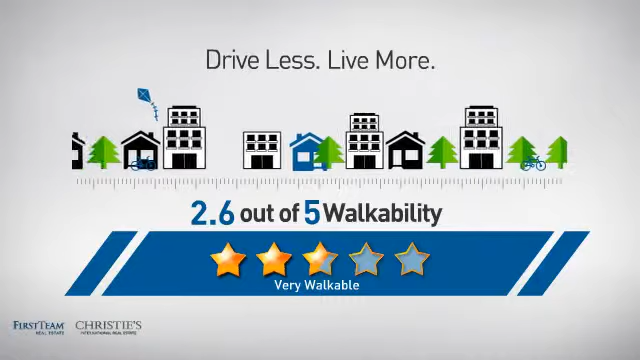 Drive Less. Live More.
2.6 out of 5 Walkability
Very Walkable
FIRST TEAM
REAL ESTATE
CHRISTIE'S
INTERNATIONAL REAL ESTATE